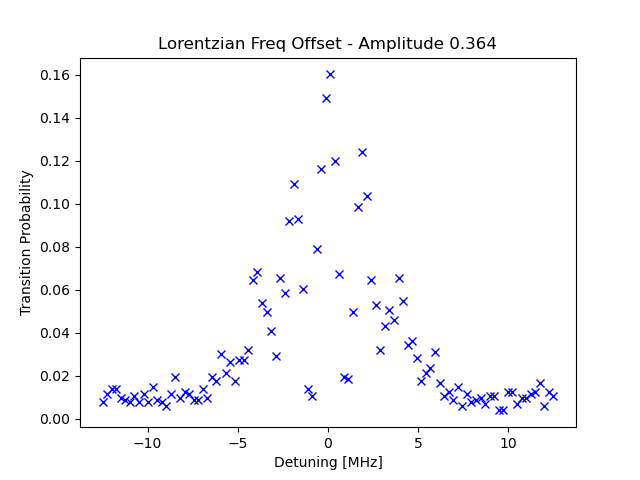 Lorentzian Freq Offset - Amplitude 0.364
Transition Probability
0.16
0.14
0.12
0.10
0.08
0.06
0.04
0.02
0.00
−10 −5 0 5 10
Detuning [MHz]